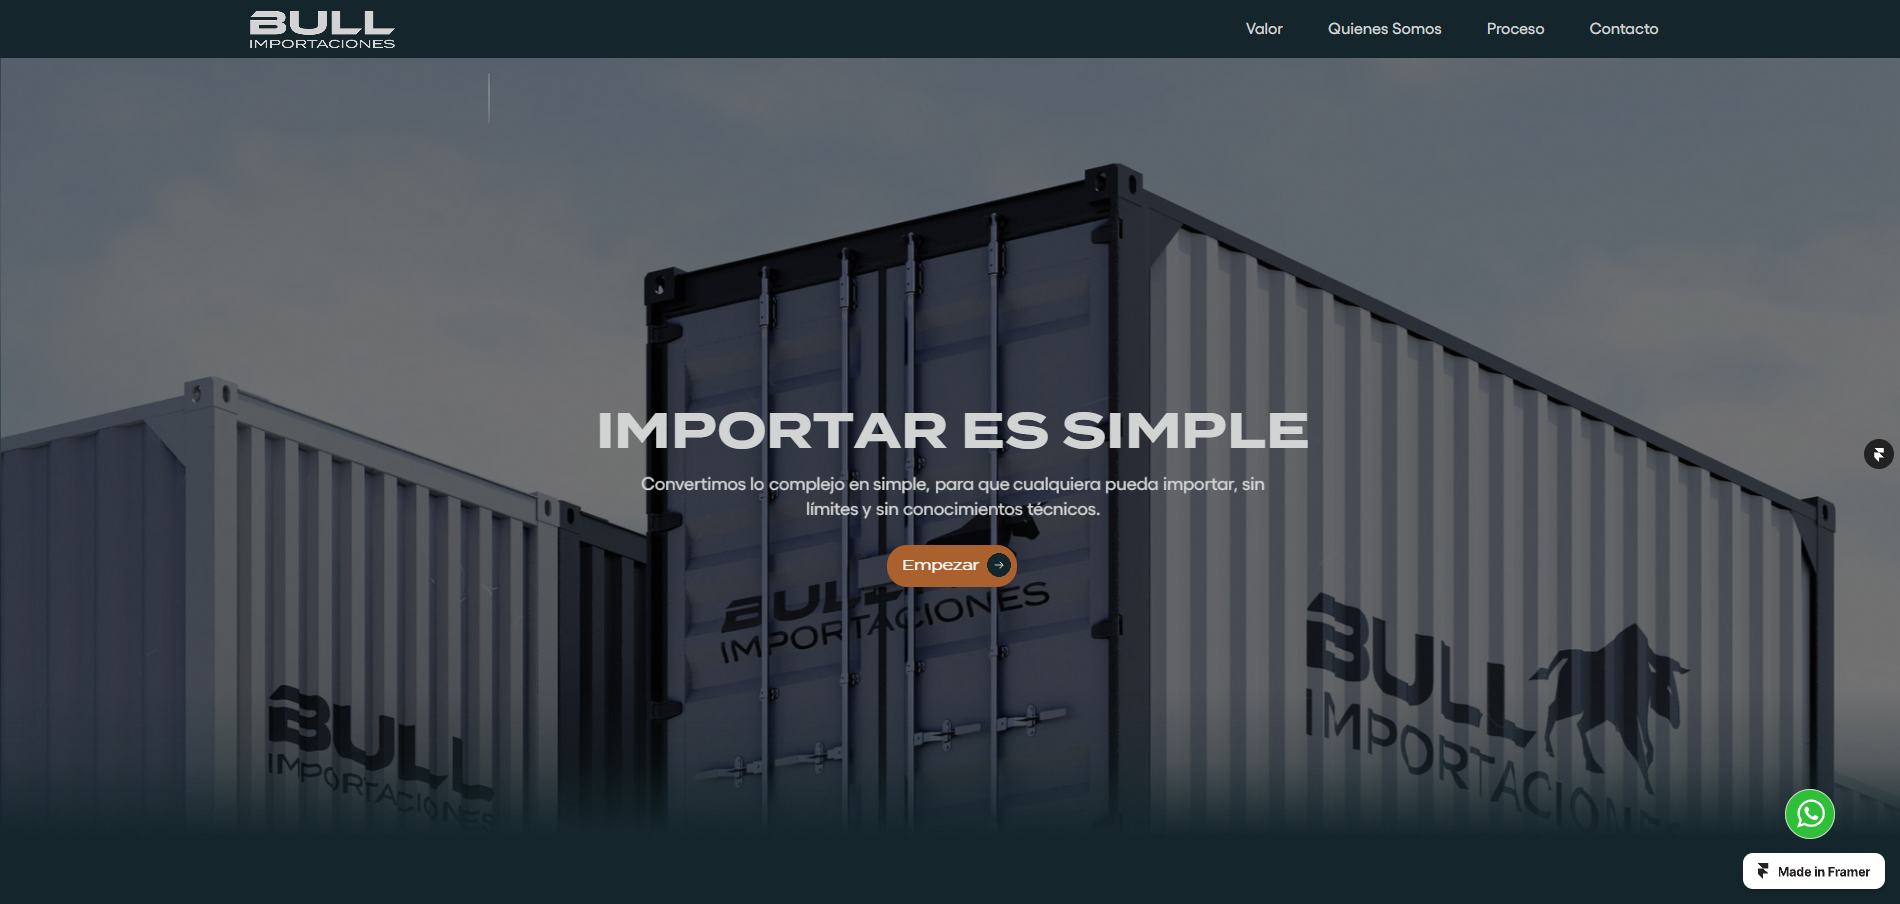 BULL
IMPORTACIONES
Valor
Quienes Somos
Proceso
Contacto
IMPORTAR ES SIMPLE
Convertimos lo complejo en simple, para que cualquiera pueda importar, sin
límites y sin conocimientos técnicos.
Empezar
BULL
IMPORTACIONES
BULL
IMPORTACIONES
BULL
IMPORTACIONES
Made in Framer